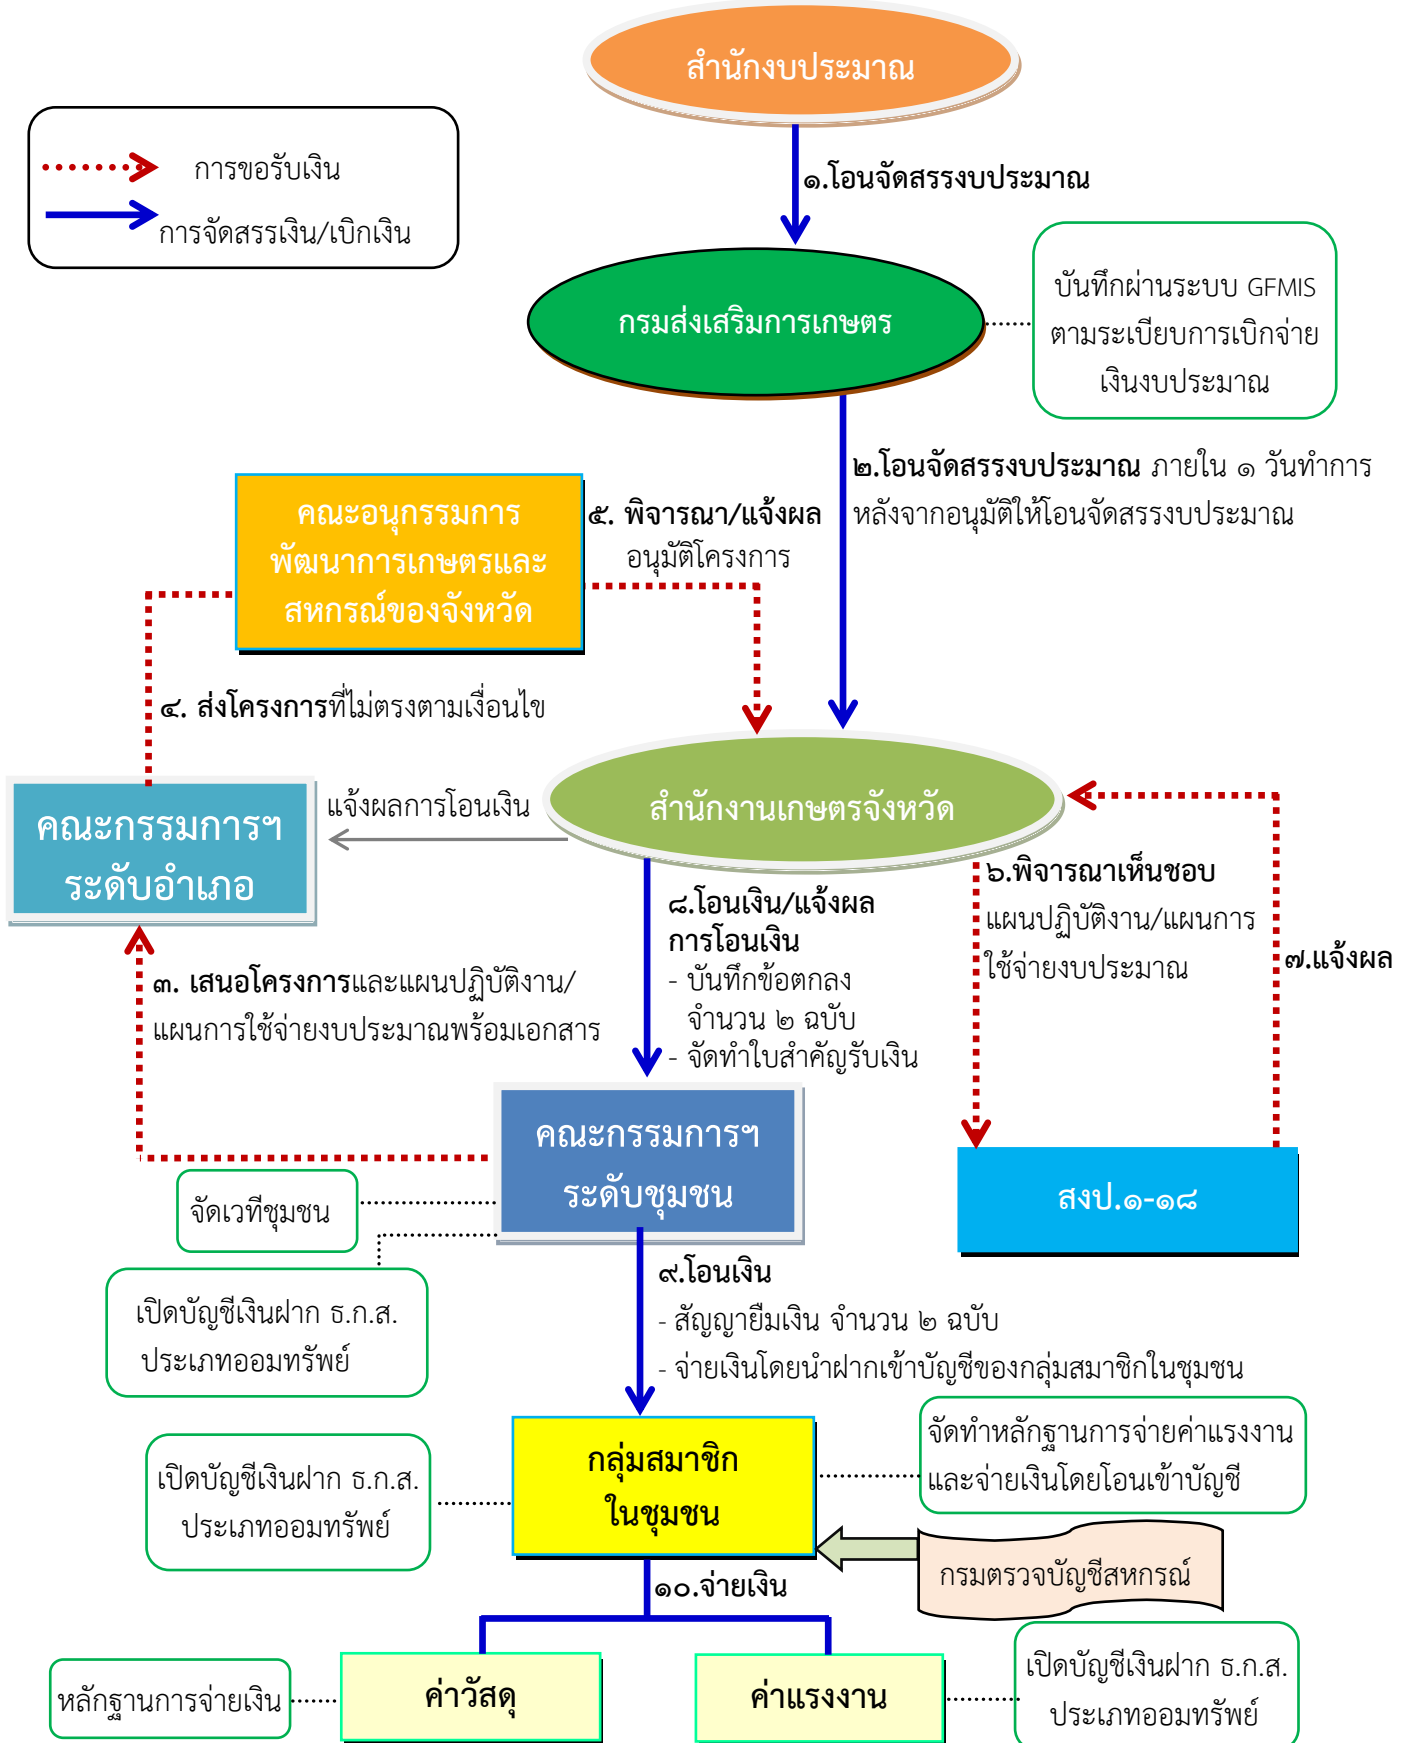 สำนักงบประมาณ
การขอรับเงิน
การจัดสรรเงิน/เบิกเงิน
๑.โอนจัดสรรงบประมาณ
กรมส่งเสริมการเกษตร
บันทึกผ่านระบบ GFMIS
ตามระเบียบการเบิกจ่าย
เงินงบประมาณ
๒.โอนจัดสรรงบประมาณ ภายใน ๑ วันทำการ
หลังจากอนุมัติให้โอนจัดสรรงบประมาณ
คณะอนุกรรมการ
พัฒนาการเกษตรและ
สหกรณ์ของจังหวัด
๕. พิจารณา/แจ้งผล
อนุมัติโครงการ
๔. ส่งโครงการที่ไม่ตรงตามเงื่อนไข
คณะกรรมการฯ
ระดับอำเภอ
แจ้งผลการโอนเงิน
สำนักงานเกษตรจังหวัด
๖.พิจารณาเห็นชอบ
แผนปฏิบัติงาน/แผนการ
ใช้จ่ายงบประมาณ
๗.แจ้งผล
๘.โอนเงิน/แจ้งผล
การโอนเงิน
- บันทึกข้อตกลง
จำนวน ๒ ฉบับ
- จัดทำใบสำคัญรับเงิน
๓. เสนอโครงการและแผนปฏิบัติงาน/
แผนการใช้จ่ายงบประมาณพร้อมเอกสาร
คณะกรรมการฯ
ระดับชุมชน
สงป.๑-๑๘
จัดเวทีชุมชน
เปิดบัญชีเงินฝาก ธ.ก.ส.
ประเภทออมทรัพย์
๙.โอนเงิน
- สัญญายืมเงิน จำนวน ๒ ฉบับ
- จ่ายเงินโดยนำฝากเข้าบัญชีของกลุ่มสมาชิกในชุมชน
เปิดบัญชีเงินฝาก ธ.ก.ส.
ประเภทออมทรัพย์
กลุ่มสมาชิก
ในชุมชน
จัดทำหลักฐานการจ่ายค่าแรงงาน
และจ่ายเงินโดยโอนเข้าบัญชี
กรมตรวจบัญชีสหกรณ์
๑๐.จ่ายเงิน
หลักฐานการจ่ายเงิน
ค่าวัสดุ
ค่าแรงงาน
เปิดบัญชีเงินฝาก ธ.ก.ส.
ประเภทออมทรัพย์